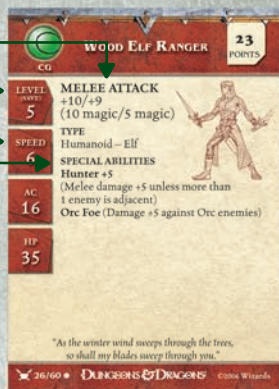 WOOD ELF RANGER
23
POINTS
CG
LEVEL
(SAVE)
5
SPEED
6
AC
16
HP
35
MELEE ATTACK
+10/+9
(10 magic/5 magic)
TYPE
Humanoid – Elf
SPECIAL ABILITIES
Hunter +5
(Melee damage +5 unless more than
1 enemy is adjacent)
Orc Foe (Damage +5 against Orc enemies)
"As the winter wind sweeps through the trees,
so shall my blades sweep through you."
26/60 ● DUNGEONS & DRAGONS ©2004 Wizards